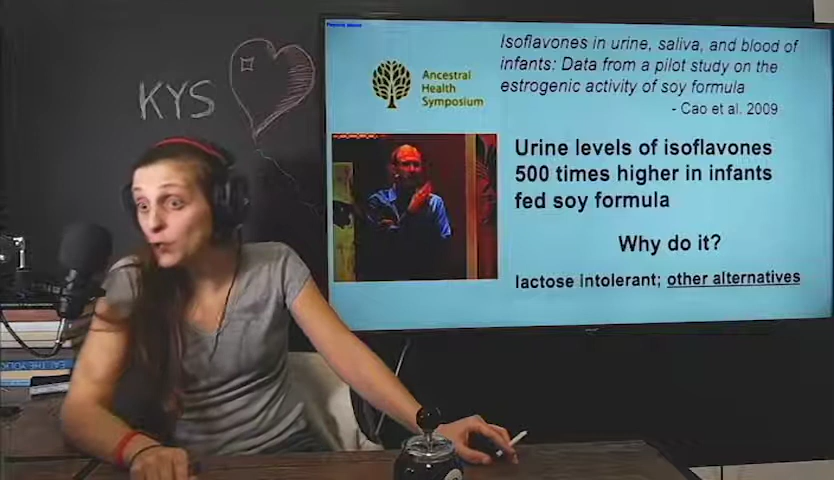 KYS
Ancestral
Health
Symposium
Isoflavones in urine, saliva, and blood of
infants: Data from a pilot study on the
estrogenic activity of soy formula
- Cao et al. 2009
Urine levels of isoflavones
500 times higher in infants
fed soy formula
Why do it?
lactose intolerant; other alternatives